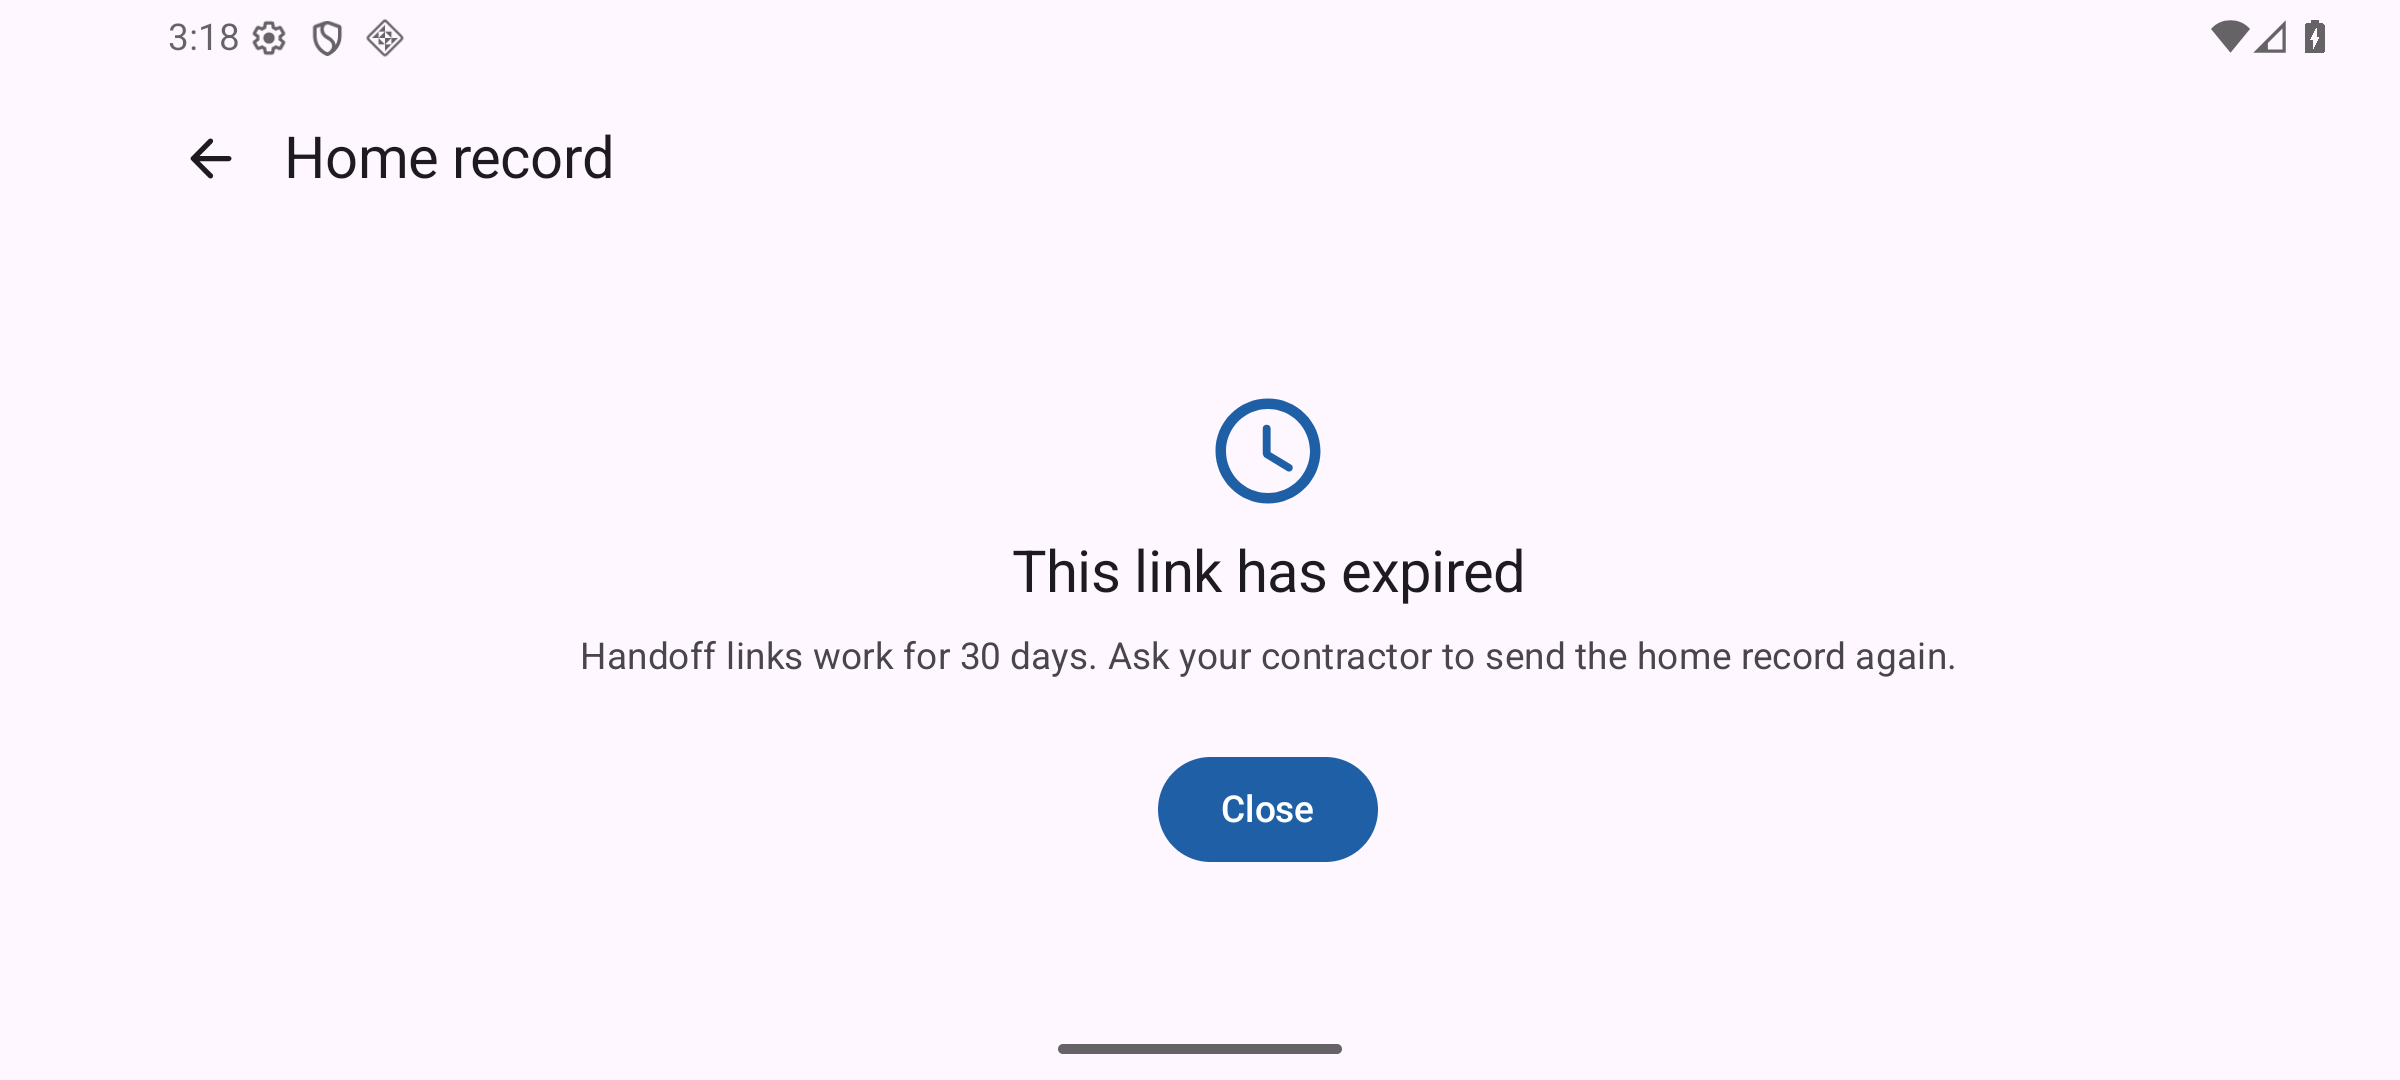 3:18
Home record
This link has expired
Handoff links work for 30 days. Ask your contractor to send the home record again.
Close